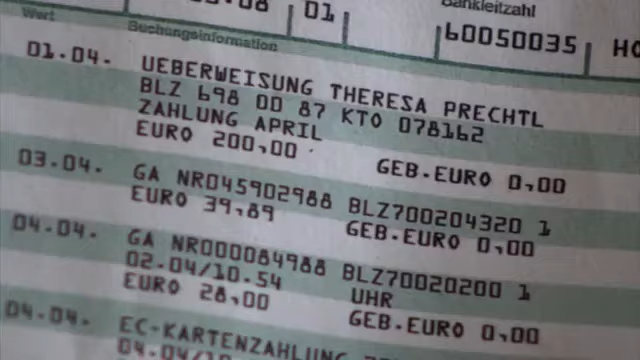 Bankleitzahl
01
60050035
HO
Wert
Buchungsinformation
01.04.
UEBERWEISUNG THERESA PRECHTL
BLZ 698 00 87 KTO 078162
ZAHLUNG APRIL
EURO 200,00
GEB.EURO 0,00
03.04.
GA NR045902988 BLZ700204320 1
EURO 39,89
GEB.EURO 0,00
04.04.
GA NR000084988 BLZ70020200 1
02.04/10.54
UHR
EURO 28,00
GEB.EURO 0,00
04.04.
EC-KARTENZAHLUNG